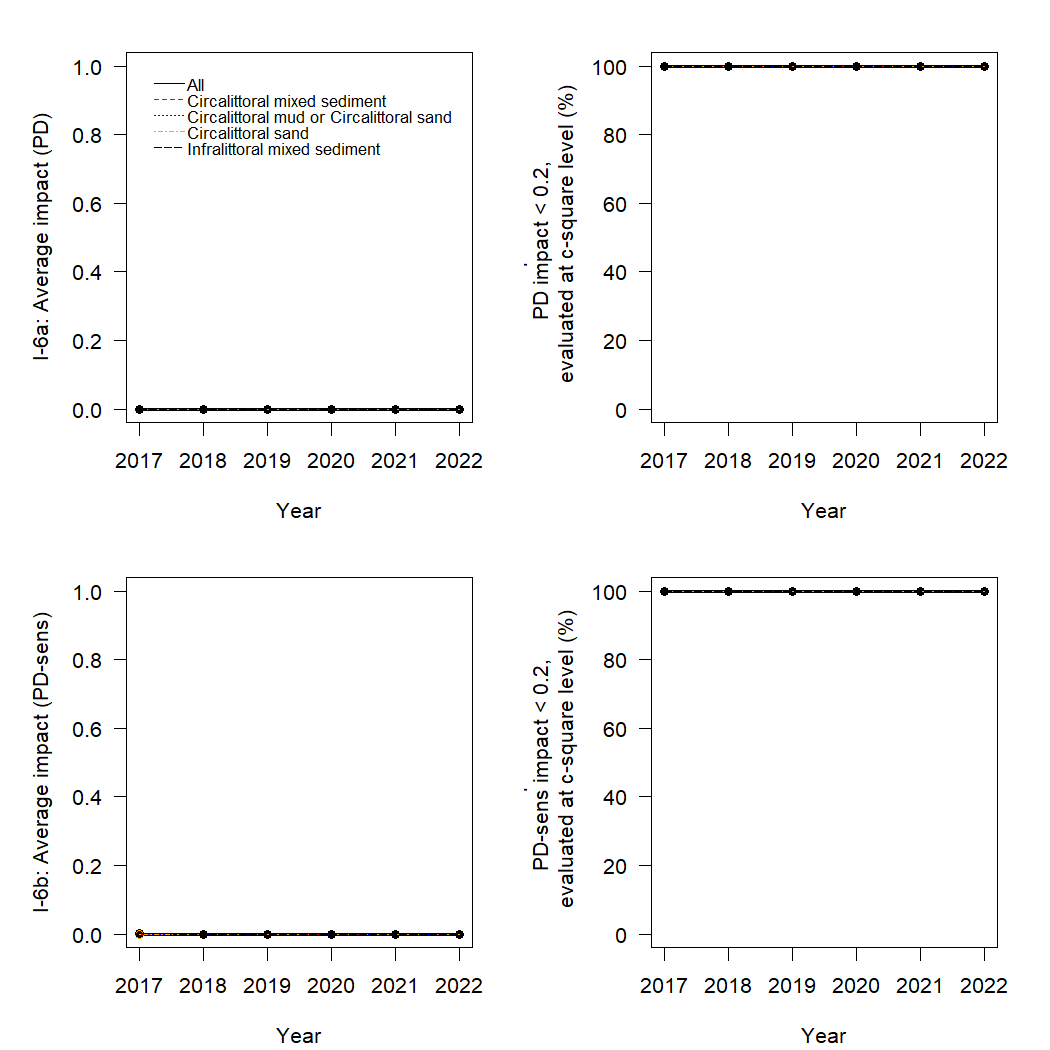 I-6a: Average impact (PD)
1.0
0.8
0.6
0.4
0.2
0.0
All
Circalittoral mixed sediment
Circalittoral mud or Circalittoral sand
Circalittoral sand
Infralittoral mixed sediment
2017 2018 2019 2020 2021 2022
Year
PD impact < 0.2,
evaluated at c-square level (%)
100
80
60
40
20
0
2017 2018 2019 2020 2021 2022
Year
I-6b: Average impact (PD-sens)
1.0
0.8
0.6
0.4
0.2
0.0
2017 2018 2019 2020 2021 2022
Year
PD-sens impact < 0.2,
evaluated at c-square level (%)
100
80
60
40
20
0
2017 2018 2019 2020 2021 2022
Year